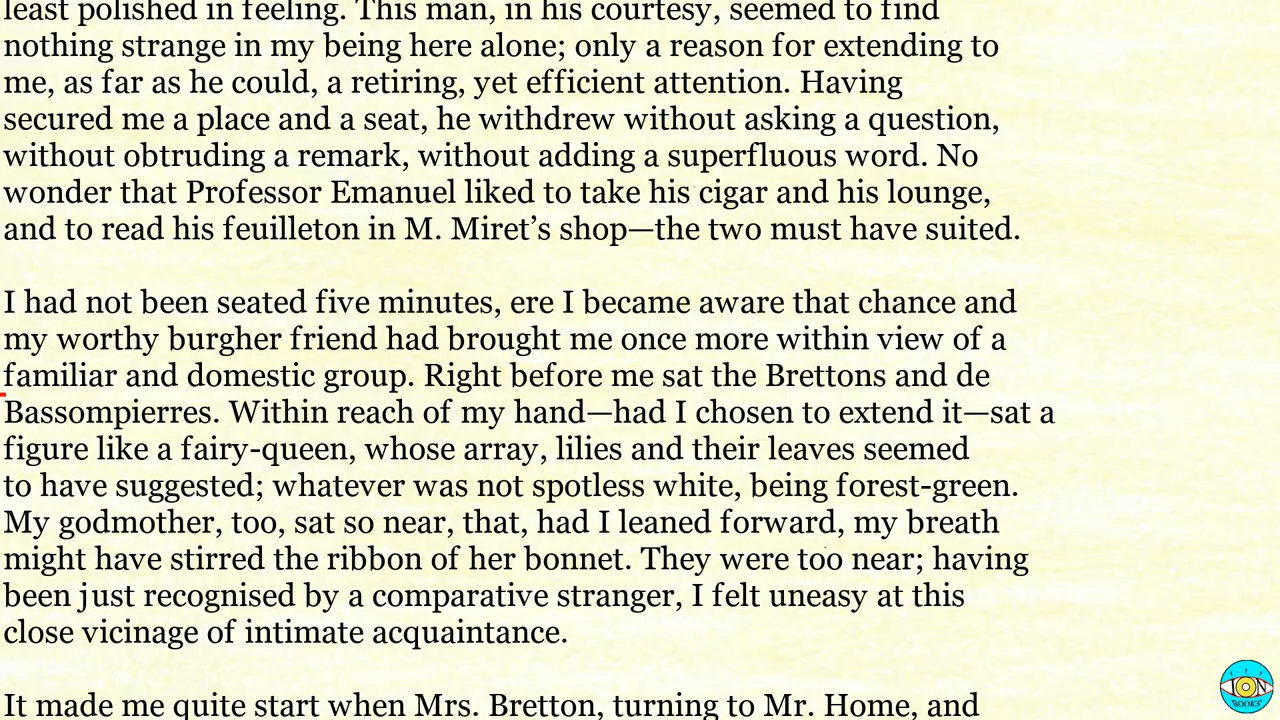 least polished in feeling. This man, in his courtesy, seemed to find
nothing strange in my being here alone; only a reason for extending to
me, as far as he could, a retiring, yet efficient attention. Having
secured me a place and a seat, he withdrew without asking a question,
without obtruding a remark, without adding a superfluous word. No
wonder that Professor Emanuel liked to take his cigar and his lounge,
and to read his feuilleton in M. Miret’s shop—the two must have suited.
I had not been seated five minutes, ere I became aware that chance and
my worthy burgher friend had brought me once more within view of a
familiar and domestic group. Right before me sat the Brettons and de
Bassompierres. Within reach of my hand—had I chosen to extend it—sat a
figure like a fairy-queen, whose array, lilies and their leaves seemed
to have suggested; whatever was not spotless white, being forest-green.
My godmother, too, sat so near, that, had I leaned forward, my breath
might have stirred the ribbon of her bonnet. They were too near; having
been just recognised by a comparative stranger, I felt uneasy at this
close vicinage of intimate acquaintance.
It made me quite start when Mrs. Bretton, turning to Mr. Home, and
ION
BOOKS